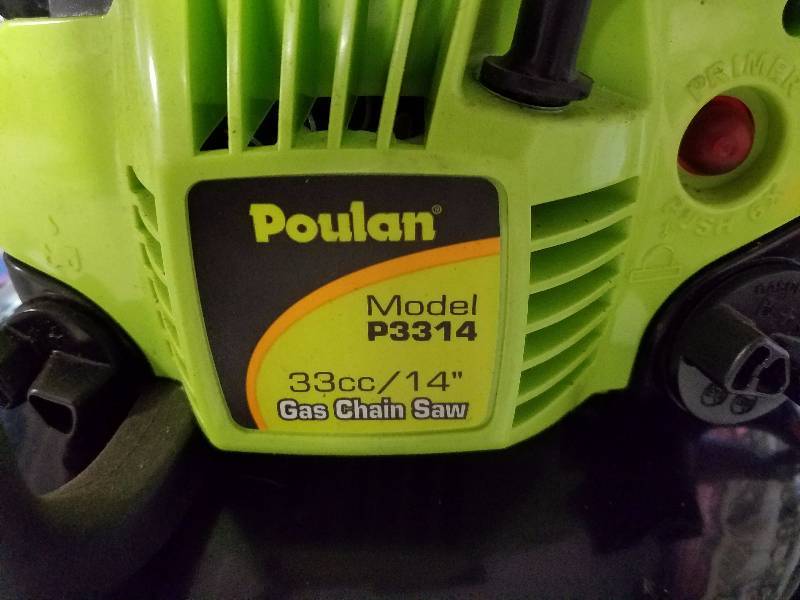 PRIMER
Poulan®
PUSH 6X
Model
P3314
33cc/14"
Gas Chain Saw